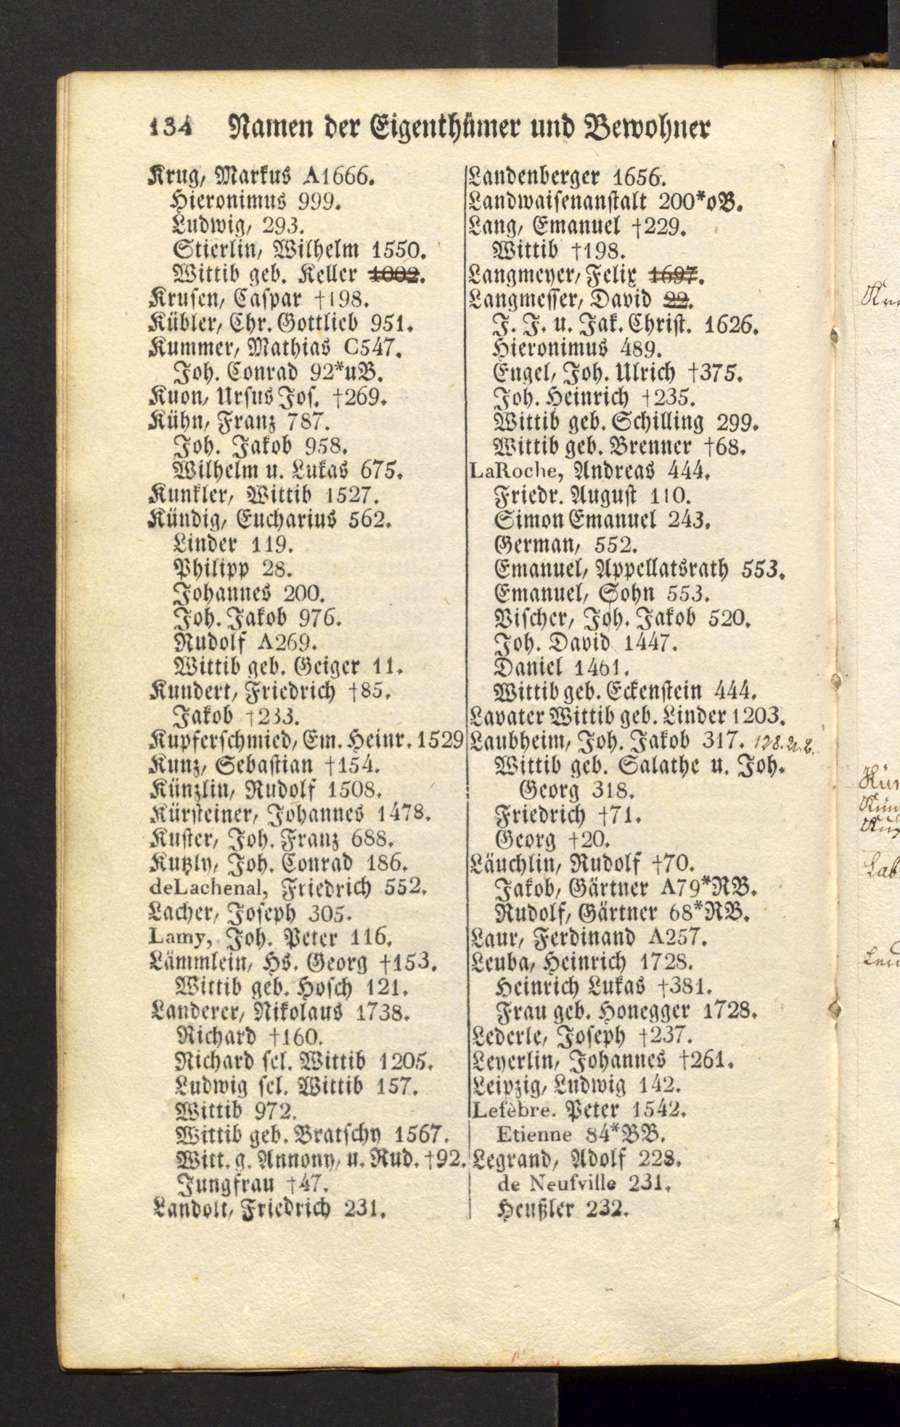 134 Namen der Eigenthümer und Bewohner
Krug, Markus A1666.
Hieronimus 999.
Ludwig, 293.
Stierlin, Wilhelm 1550.
Wittib geb. Keller 1002.
Krusen, Caspar †198.
Kübler, Chr. Gottlieb 951.
Kummer, Mathias C547.
Joh. Conrad 92*uB.
Kuon, Ursus Jos. †269.
Kühn, Franz 787.
Joh. Jakob 958.
Wilhelm u. Lukas 675.
Kunkler, Wittib 1527.
Kündig, Eucharius 562.
Linder 119.
Philipp 28.
Johannes 200.
Joh. Jakob 976.
Rudolf A269.
Wittib geb. Geiger 11.
Kundert, Friedrich †85.
Jakob †233.
Kupferschmied, Em. Heinr. 1529
Kunz, Sebastian †154.
Künzlin, Rudolf 1508.
Kürsteiner, Johannes 1478.
Kuster, Joh. Franz 688.
Kutzly, Joh. Conrad 186.
deLachenal, Friedrich 552.
Lacher, Joseph 305.
Lamy, Joh. Peter 116.
Lämmlein, Hs. Georg †153.
Wittib geb. Hosch 121.
Landerer, Nikolaus 1738.
Richard †160.
Richard sel. Wittib 1205.
Ludwig sel. Wittib 157.
Wittib 972.
Wittib geb. Bratschy 1567.
Witt. g. Annony, u. Rud. †92.
Jungfrau †47.
Landolt, Friedrich 231.
Landenberger 1656.
Landwaisenanstalt 200*oB.
Lang, Emanuel †229.
Wittib †198.
Langmeyer, Felix 1697.
Langmesser, David 22.
J. J. u. Jak. Christ. 1626.
Hieronimus 489.
Engel, Joh. Ulrich †375.
Joh. Heinrich †235.
Wittib geb. Schilling 299.
Wittib geb. Brenner †68.
LaRoche, Andreas 444.
Friedr. August 110.
Simon Emanuel 243.
German, 552.
Emanuel, Appellatsrath 553.
Emanuel, Sohn 553.
Vischer, Joh. Jakob 520.
Joh. David 1447.
Daniel 1461.
Wittib geb. Eckenstein 444.
Lavater Wittib geb. Linder 1203.
Laubheim, Joh. Jakob 317.
Wittib geb. Salathe u. Joh.
Georg 318.
Friedrich †71.
Georg †20.
Läuchlin, Rudolf †70.
Jakob, Gärtner A79*RB.
Rudolf, Gärtner 68*RB.
Laur, Ferdinand A257.
Leuba, Heinrich 1728.
Heinrich Lukas †381.
Frau geb. Honegger 1728.
Lederle, Joseph †237.
Leyerlin, Johannes †261.
Leipzig, Ludwig 142.
Lefèbre. Peter 1542.
Etienne 84*BB.
Legrand, Adolf 228.
de Neufville 231.
Heußler 232.